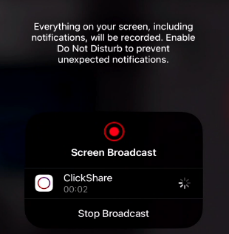 Everything on your screen, including
notifications, will be recorded. Enable
Do Not Disturb to prevent
unexpected notifications.
Screen Broadcast
ClickShare
00:02
Stop Broadcast